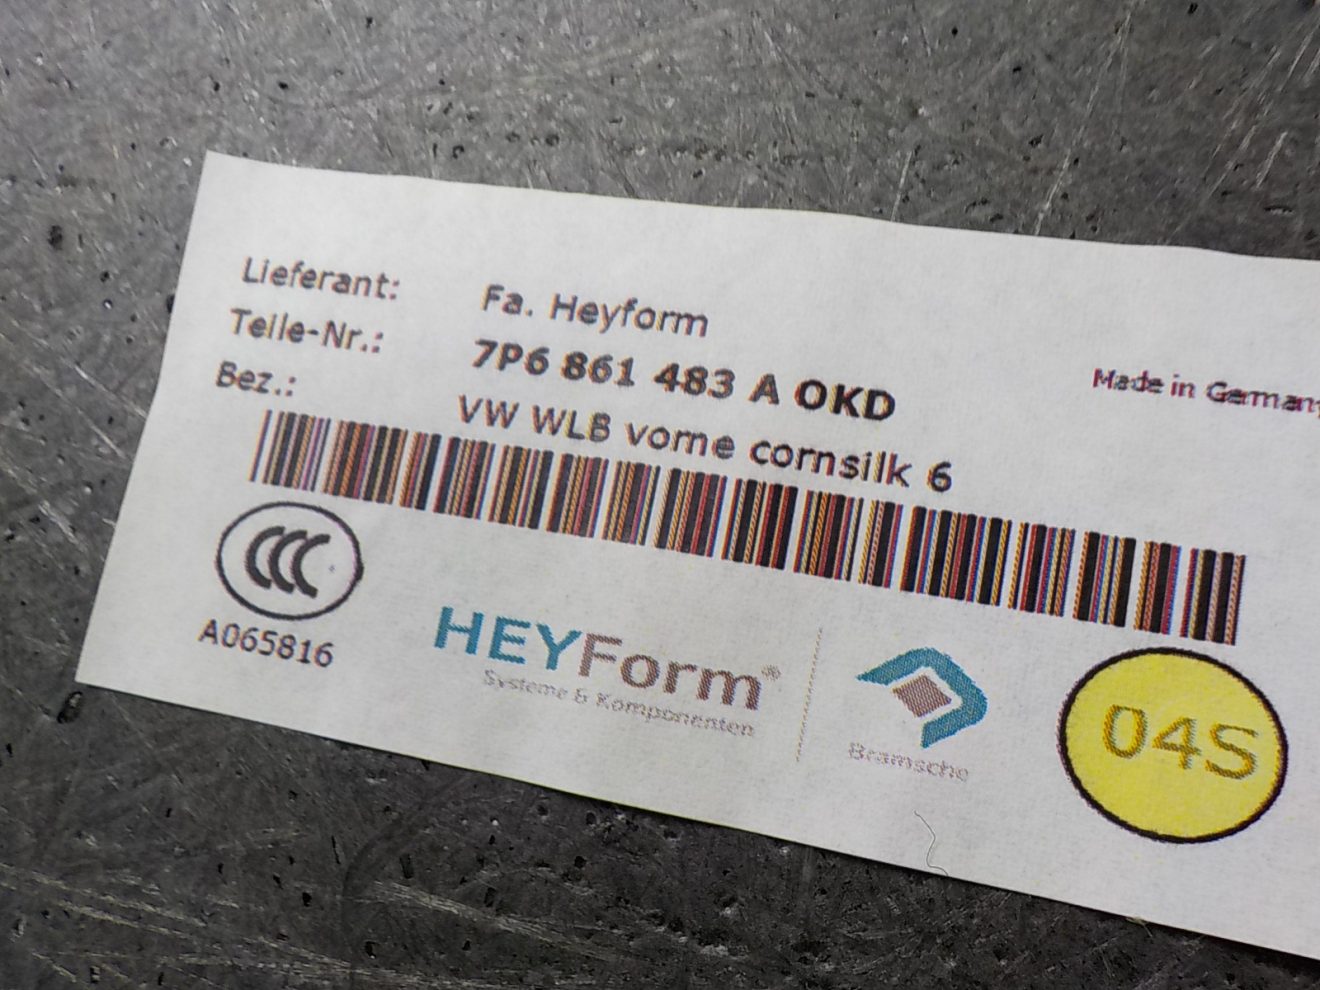 Lieferant: Fa. Heyform
Teile-Nr.: 7P6 861 483 A OKD
Bez.: VW WLB vorne cornsilk 6
Made in Germany
CCC
A065816
HEYForm®
Systeme & Komponenten
Bramsche
04S